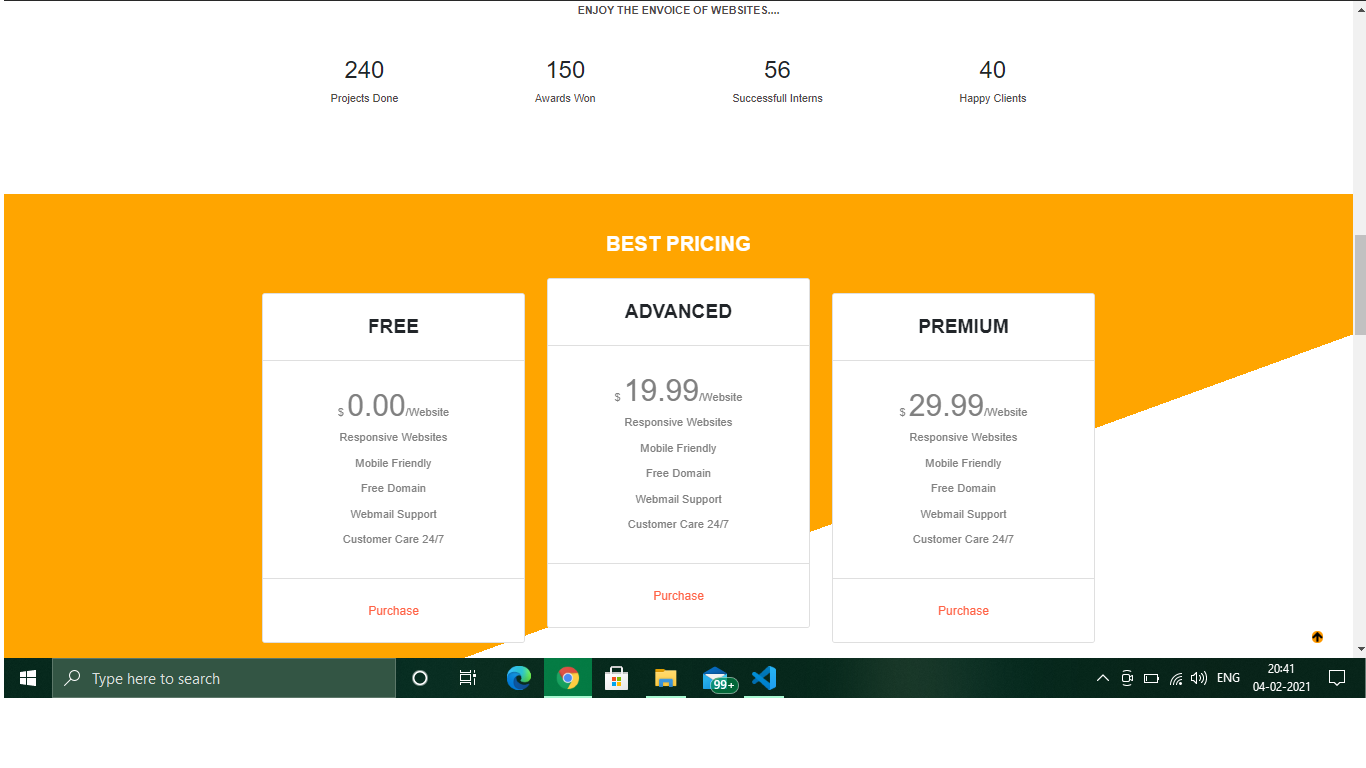 ENJOY THE ENVOICE OF WEBSITES....
240
Projects Done
150
Awards Won
56
Successfull Interns
40
Happy Clients
BEST PRICING
FREE
$ 0.00/Website
Responsive Websites
Mobile Friendly
Free Domain
Webmail Support
Customer Care 24/7
Purchase
ADVANCED
$ 19.99/Website
Responsive Websites
Mobile Friendly
Free Domain
Webmail Support
Customer Care 24/7
Purchase
PREMIUM
$ 29.99/Website
Responsive Websites
Mobile Friendly
Free Domain
Webmail Support
Customer Care 24/7
Purchase
Type here to search
99+
ENG
20:41
04-02-2021